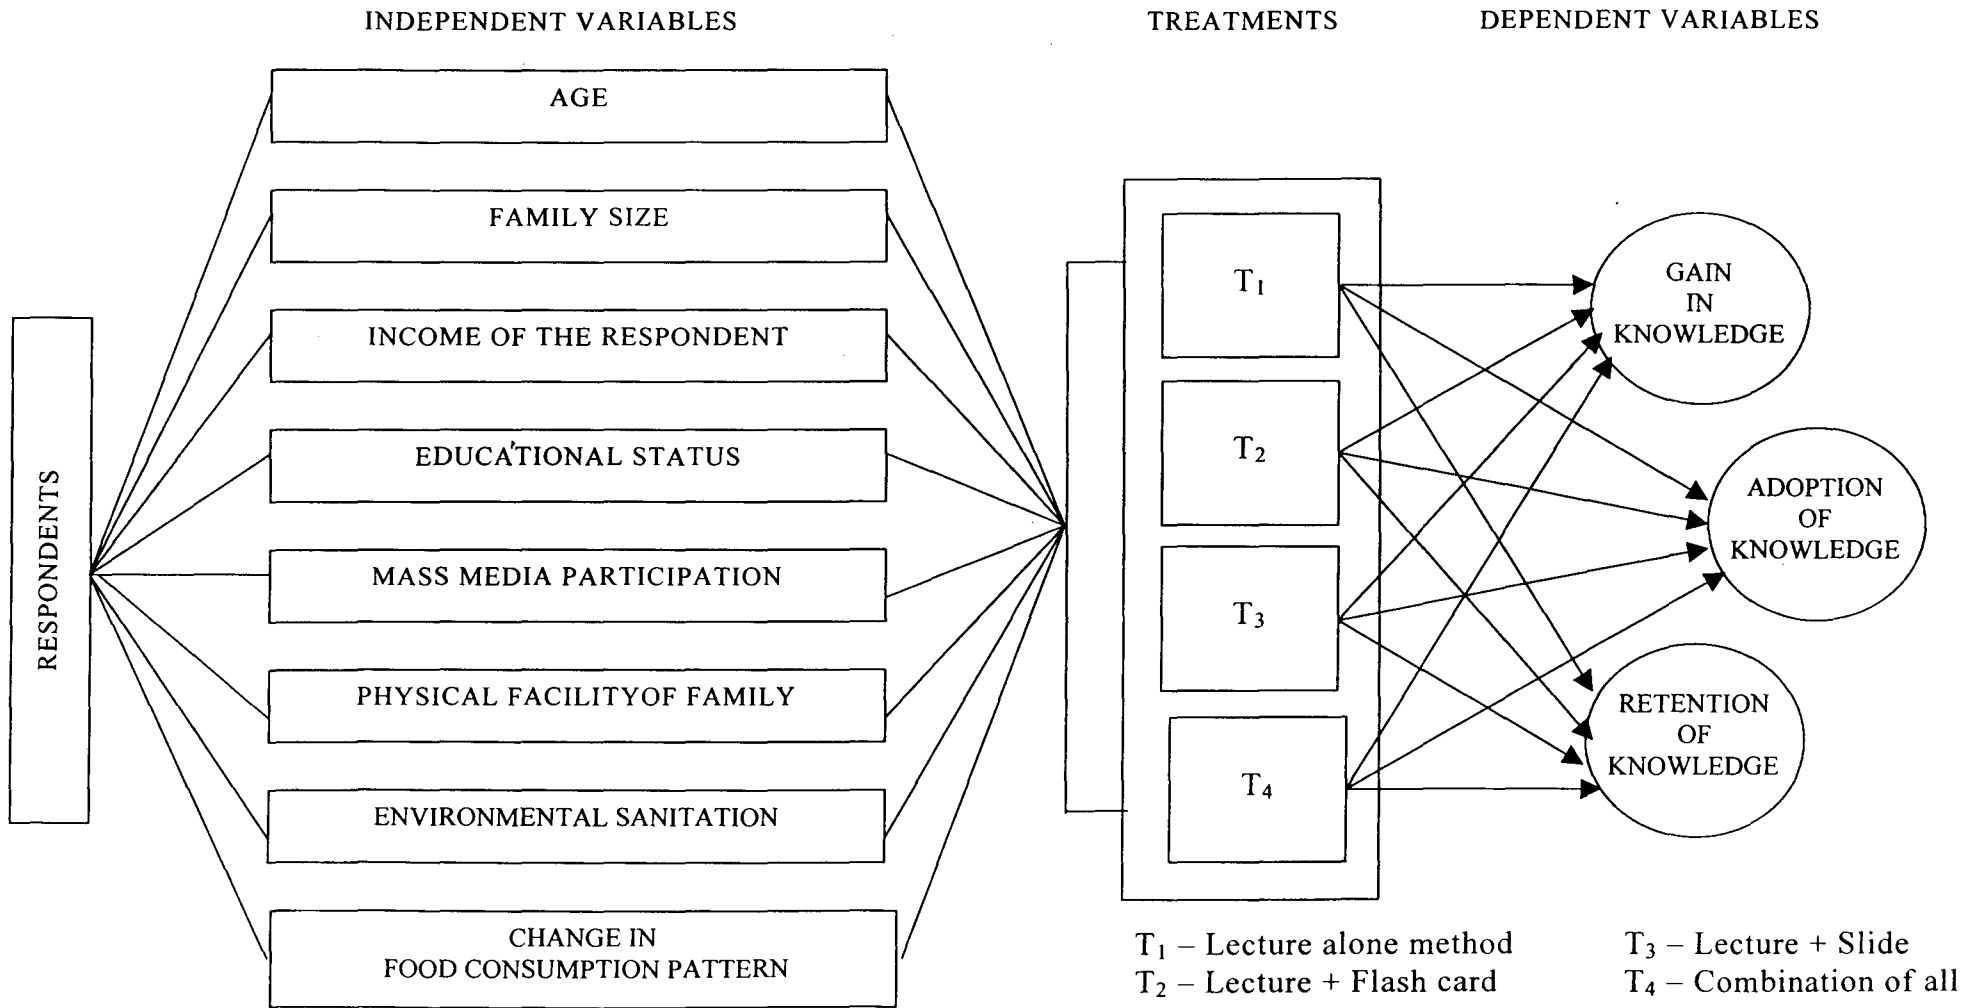 INDEPENDENT VARIABLES
TREATMENTS
DEPENDENT VARIABLES
RESPONDENTS
AGE
FAMILY SIZE
INCOME OF THE RESPONDENT
EDUCATIONAL STATUS
MASS MEDIA PARTICIPATION
PHYSICAL FACILITYOF FAMILY
ENVIRONMENTAL SANITATION
CHANGE IN
FOOD CONSUMPTION PATTERN
T1
T2
T3
T4
GAIN
IN
KNOWLEDGE
ADOPTION
OF
KNOWLEDGE
RETENTION
OF
KNOWLEDGE
T1 – Lecture alone method
T2 – Lecture + Flash card
T3 – Lecture + Slide
T4 – Combination of all